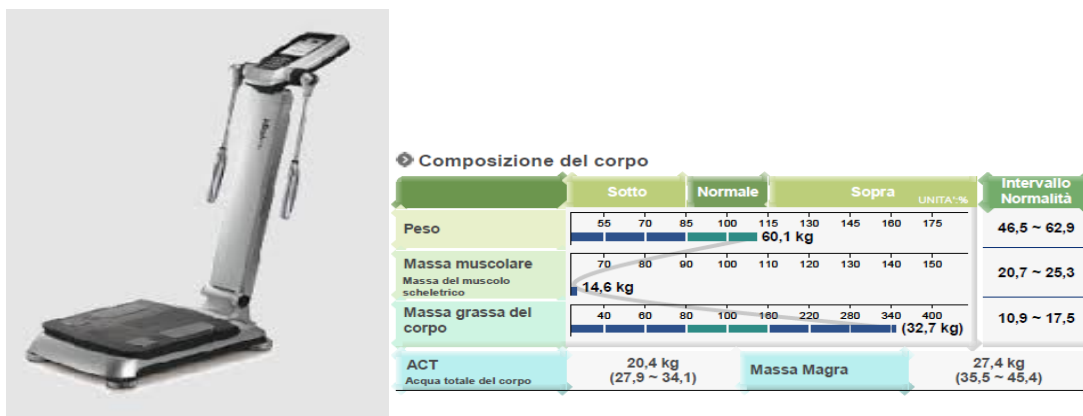 Composizione del corpo
Sotto Normale Sopra UNITA':% Intervallo Normalità
Peso 55 70 85 100 115 130 145 160 175 46,5 ~ 62,9
60,1 kg
Massa muscolare 70 80 90 100 110 120 130 140 150 20,7 ~ 25,3
Massa del muscolo scheletrico 14,6 kg
Massa grassa del corpo 40 60 80 100 160 220 280 340 400 10,9 ~ 17,5
(32,7 kg)
ACT 20,4 kg Massa Magra 27,4 kg
Acqua totale del corpo (27,9 ~ 34,1) (35,5 ~ 45,4)